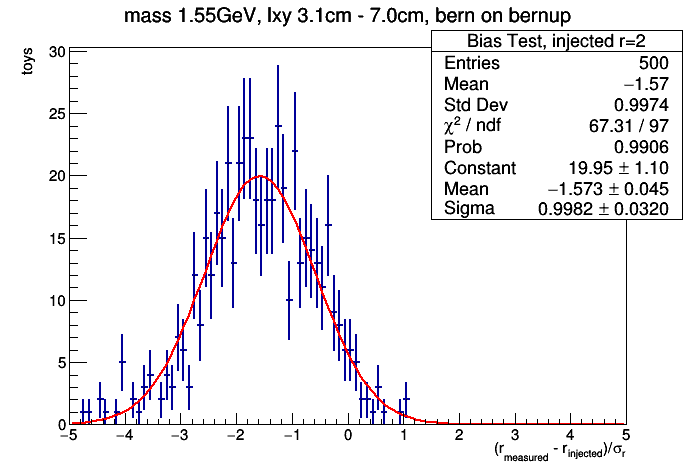 mass 1.55GeV, lxy 3.1cm - 7.0cm, bern on bernup
toys
Bias Test, injected r=2
Entries 500
Mean −1.57
Std Dev 0.9974
χ² / ndf 67.31 / 97
Prob 0.9906
Constant 19.95 ± 1.10
Mean −1.573 ± 0.045
Sigma 0.9982 ± 0.0320
30
25
20
15
10
5
0
−5 −4 −3 −2 −1 0 1 2 3 4 5
(r_measured - r_injected)/σ_r